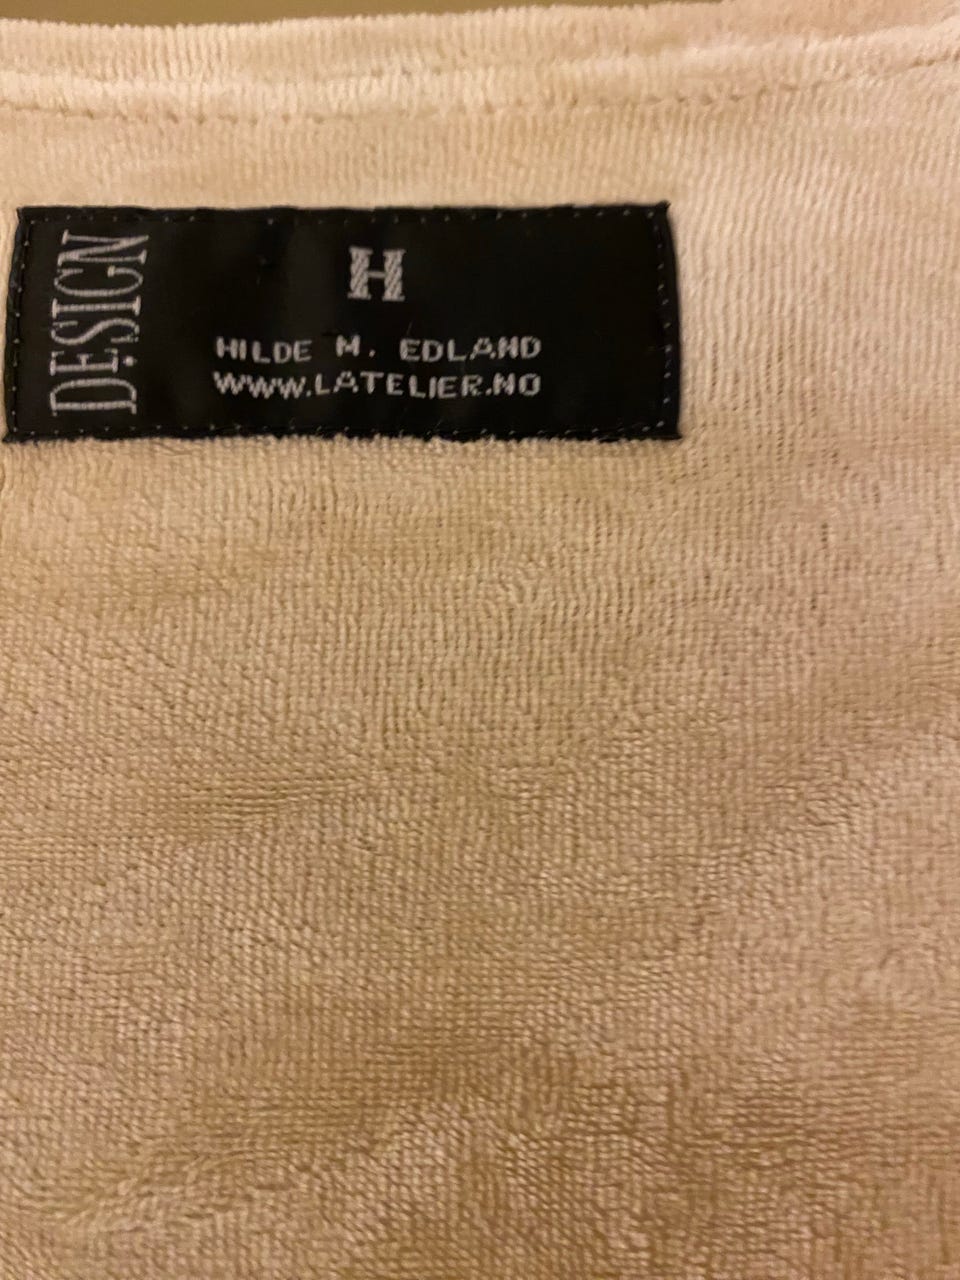 DESIGN
H
HILDE M. EDLAND
WWW.LATELIER.NO